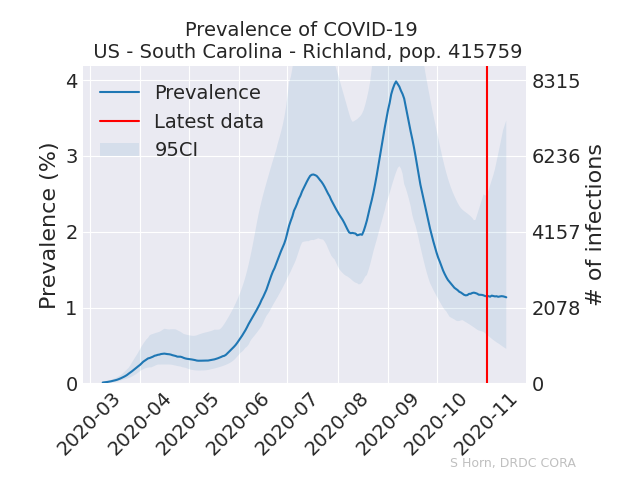 Prevalence of COVID-19
US - South Carolina - Richland, pop. 415759
Prevalence
Latest data
95CI
Prevalence (%)
4
3
2
1
0
8315
6236
4157
2078
0
# of infections
2020-03
2020-04
2020-05
2020-06
2020-07
2020-08
2020-09
2020-10
2020-11
S Horn, DRDC CORA